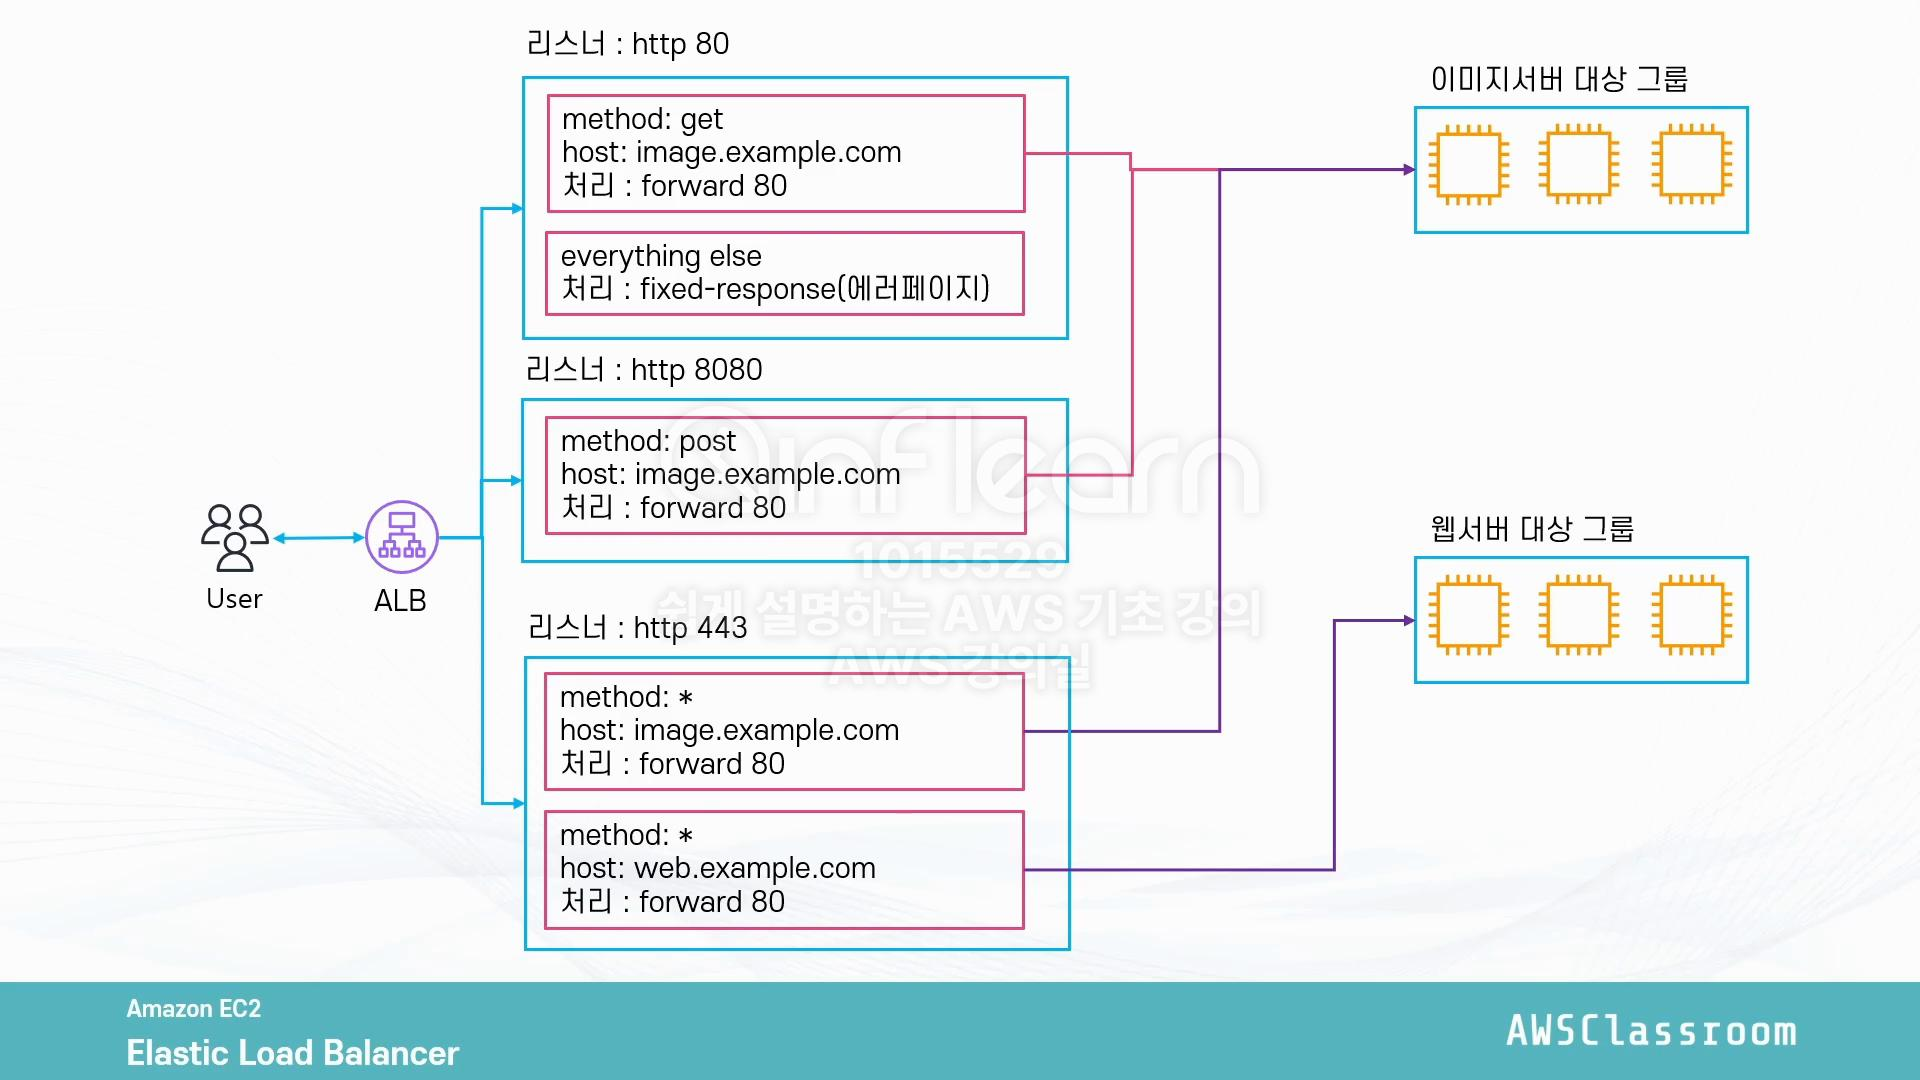 리스너 : http 80
method: get
host: image.example.com
처리 : forward 80
everything else
처리 : fixed-response(에러페이지)
리스너 : http 8080
method: post
host: image.example.com
처리 : forward 80
리스너 : http 443
method: *
host: image.example.com
처리 : forward 80
method: *
host: web.example.com
처리 : forward 80
User
ALB
이미지서버 대상 그룹
웹서버 대상 그룹
inflearn
1015529
쉽게 설명하는 AWS 기초 강의
AWS 강의실
Amazon EC2
Elastic Load Balancer
AWSClassroom